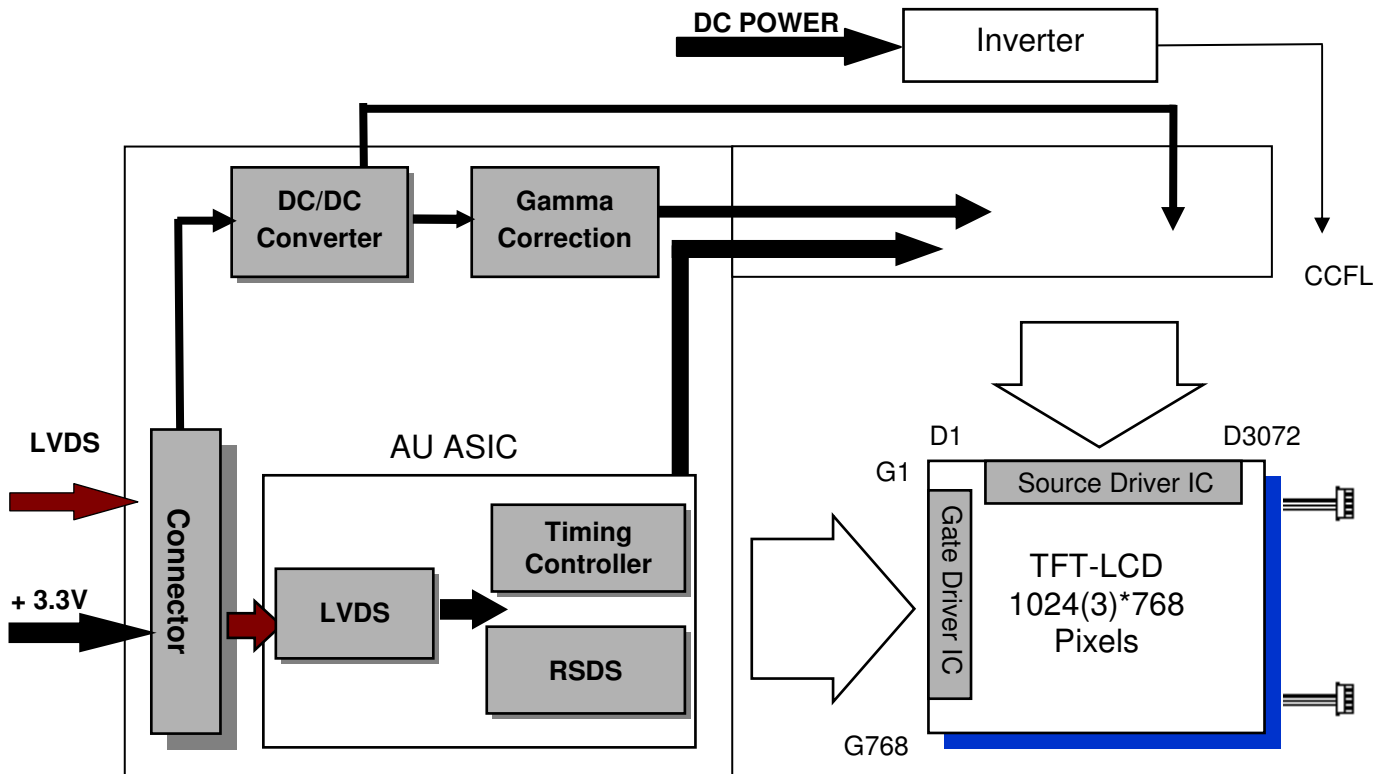 DC POWER
Inverter
DC/DC
Converter
Gamma
Correction
CCFL
LVDS
+ 3.3V
Connector
AU ASIC
LVDS
Timing
Controller
RSDS
D1
D3072
G1
Source Driver IC
Gate Driver IC
TFT-LCD
1024(3)*768
Pixels
G768